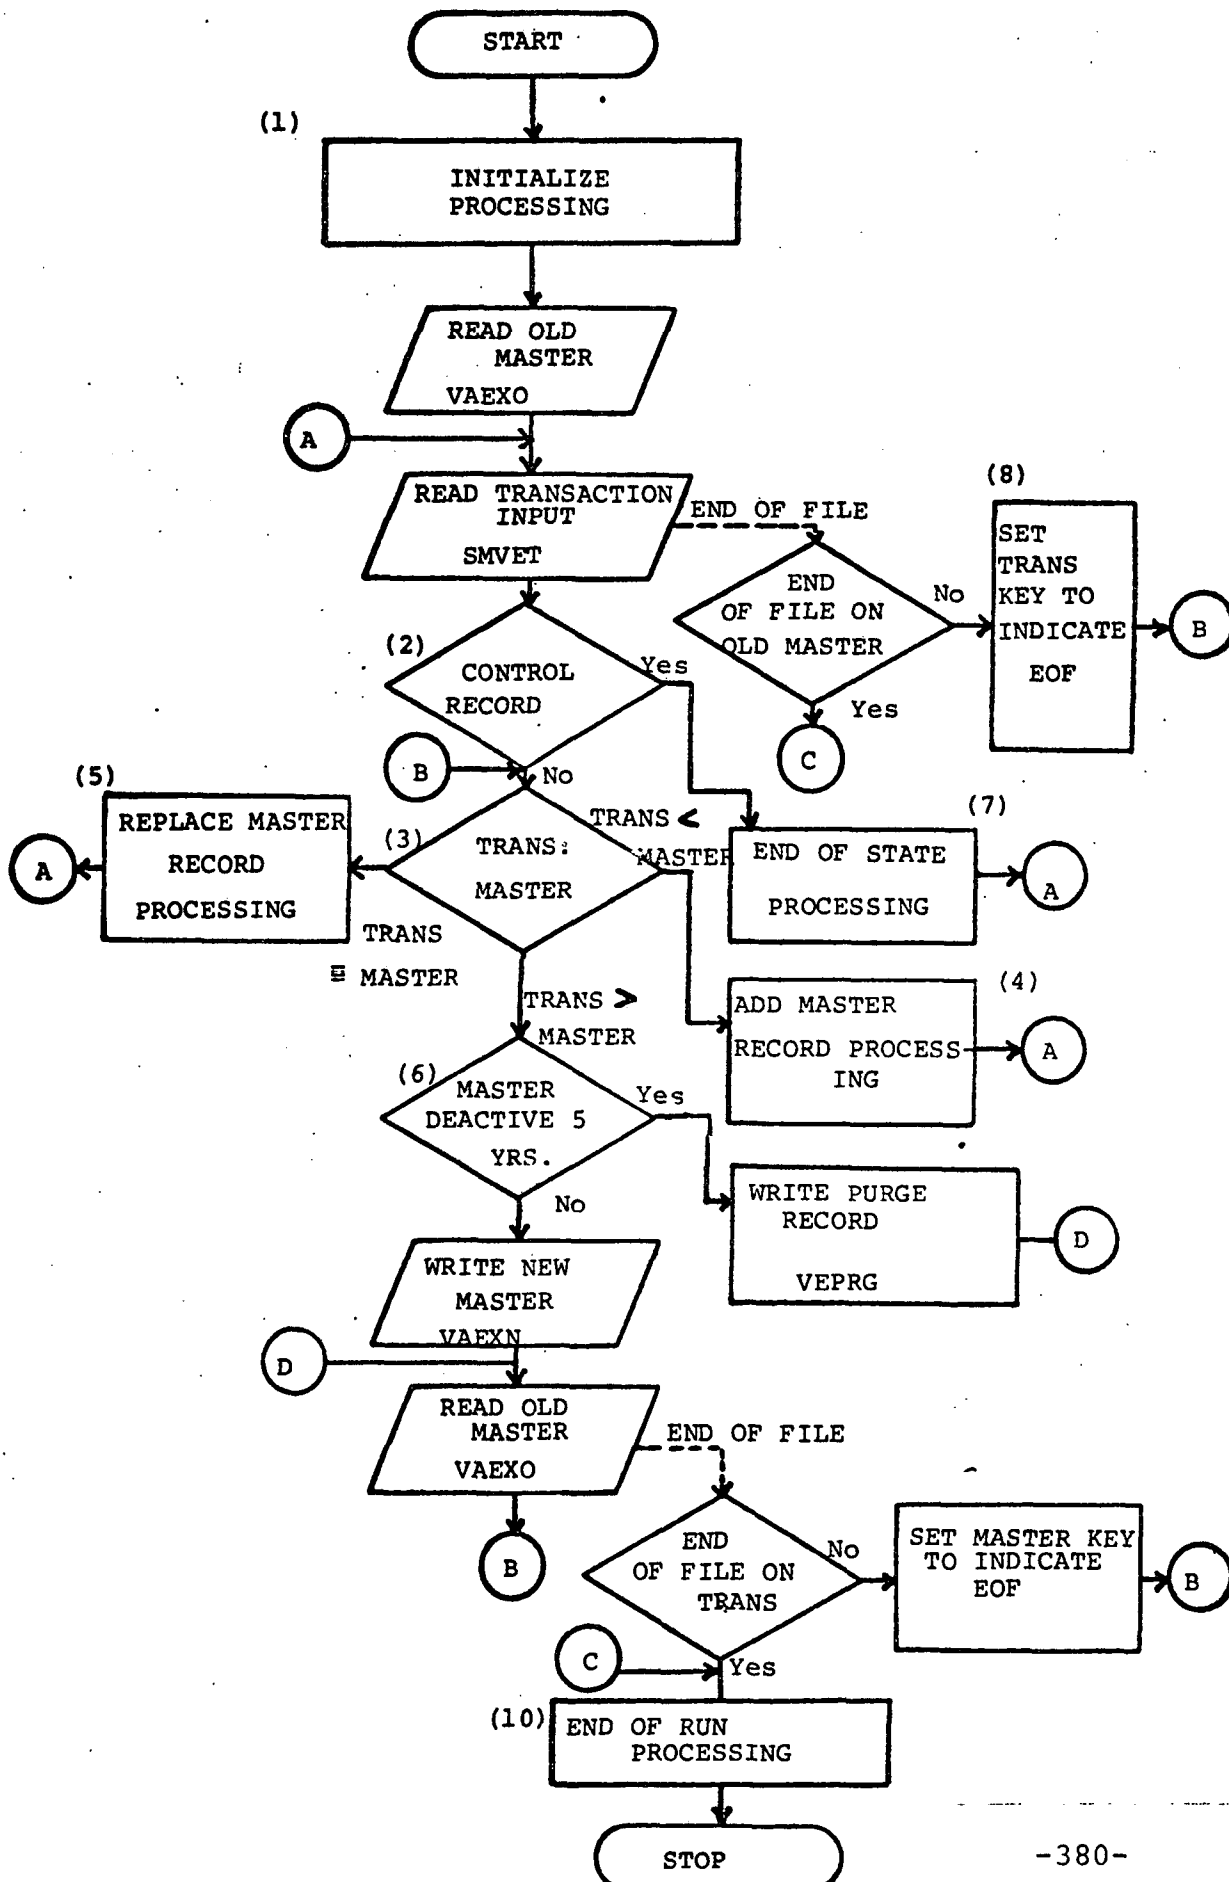 START
(1)
INITIALIZE
PROCESSING
READ OLD
MASTER
VAEXO
A
READ TRANSACTION
INPUT
SMVET
END OF FILE
(8)
SET
TRANS
KEY TO
INDICATE
EOF
B
END
OF FILE ON
OLD MASTER
No
Yes
C
(2)
CONTROL
RECORD
Yes
B
No
(5)
REPLACE MASTER
RECORD
PROCESSING
A
(3)
TRANS:
MASTER
TRANS <
MASTER
(7)
END OF STATE
PROCESSING
A
TRANS
= MASTER
TRANS >
MASTER
(4)
ADD MASTER
RECORD PROCESS
ING
A
(6)
MASTER
DEACTIVE 5
YRS.
Yes
No
WRITE PURGE
RECORD
VEPRG
D
WRITE NEW
MASTER
VAEXN
D
READ OLD
MASTER
VAEXO
END OF FILE
B
END
OF FILE ON
TRANS
No
SET MASTER KEY
TO INDICATE
EOF
B
C
Yes
(10)
END OF RUN
PROCESSING
STOP
-380-